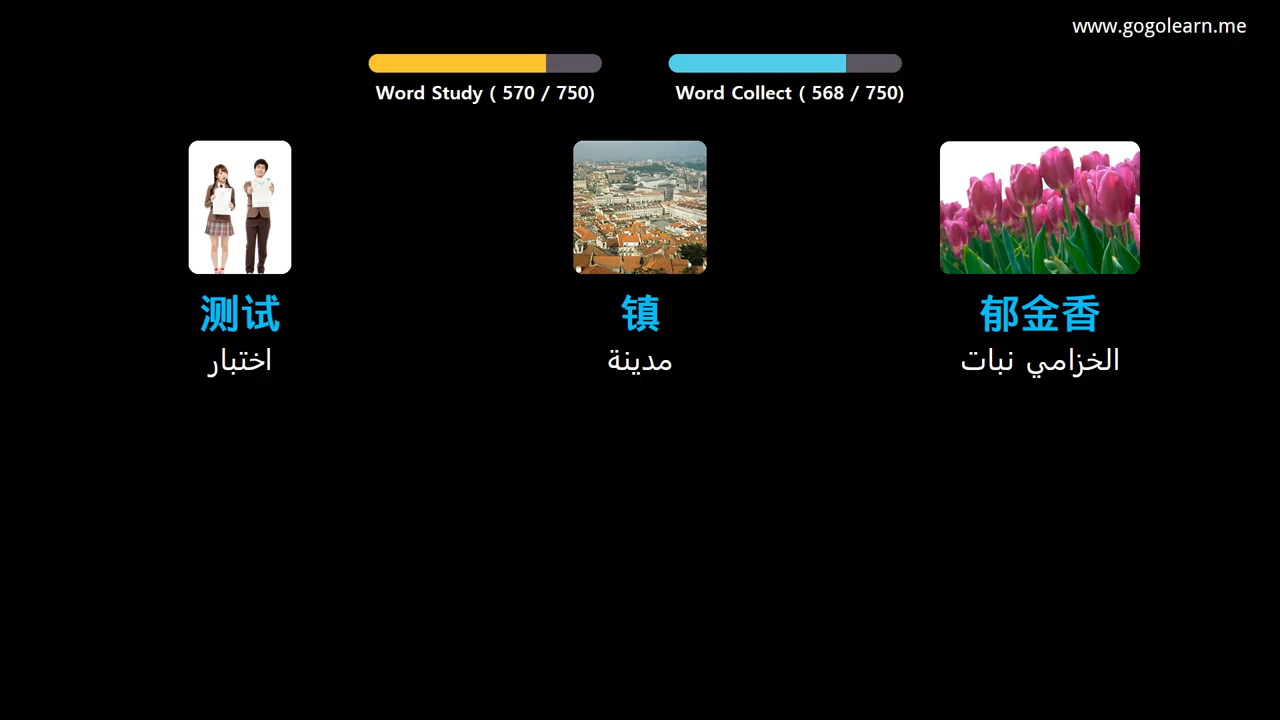 www.gogolearn.me
Word Study ( 570 / 750)
Word Collect ( 568 / 750)
测试
اختبار
镇
مدينة
郁金香
الخزامي نبات